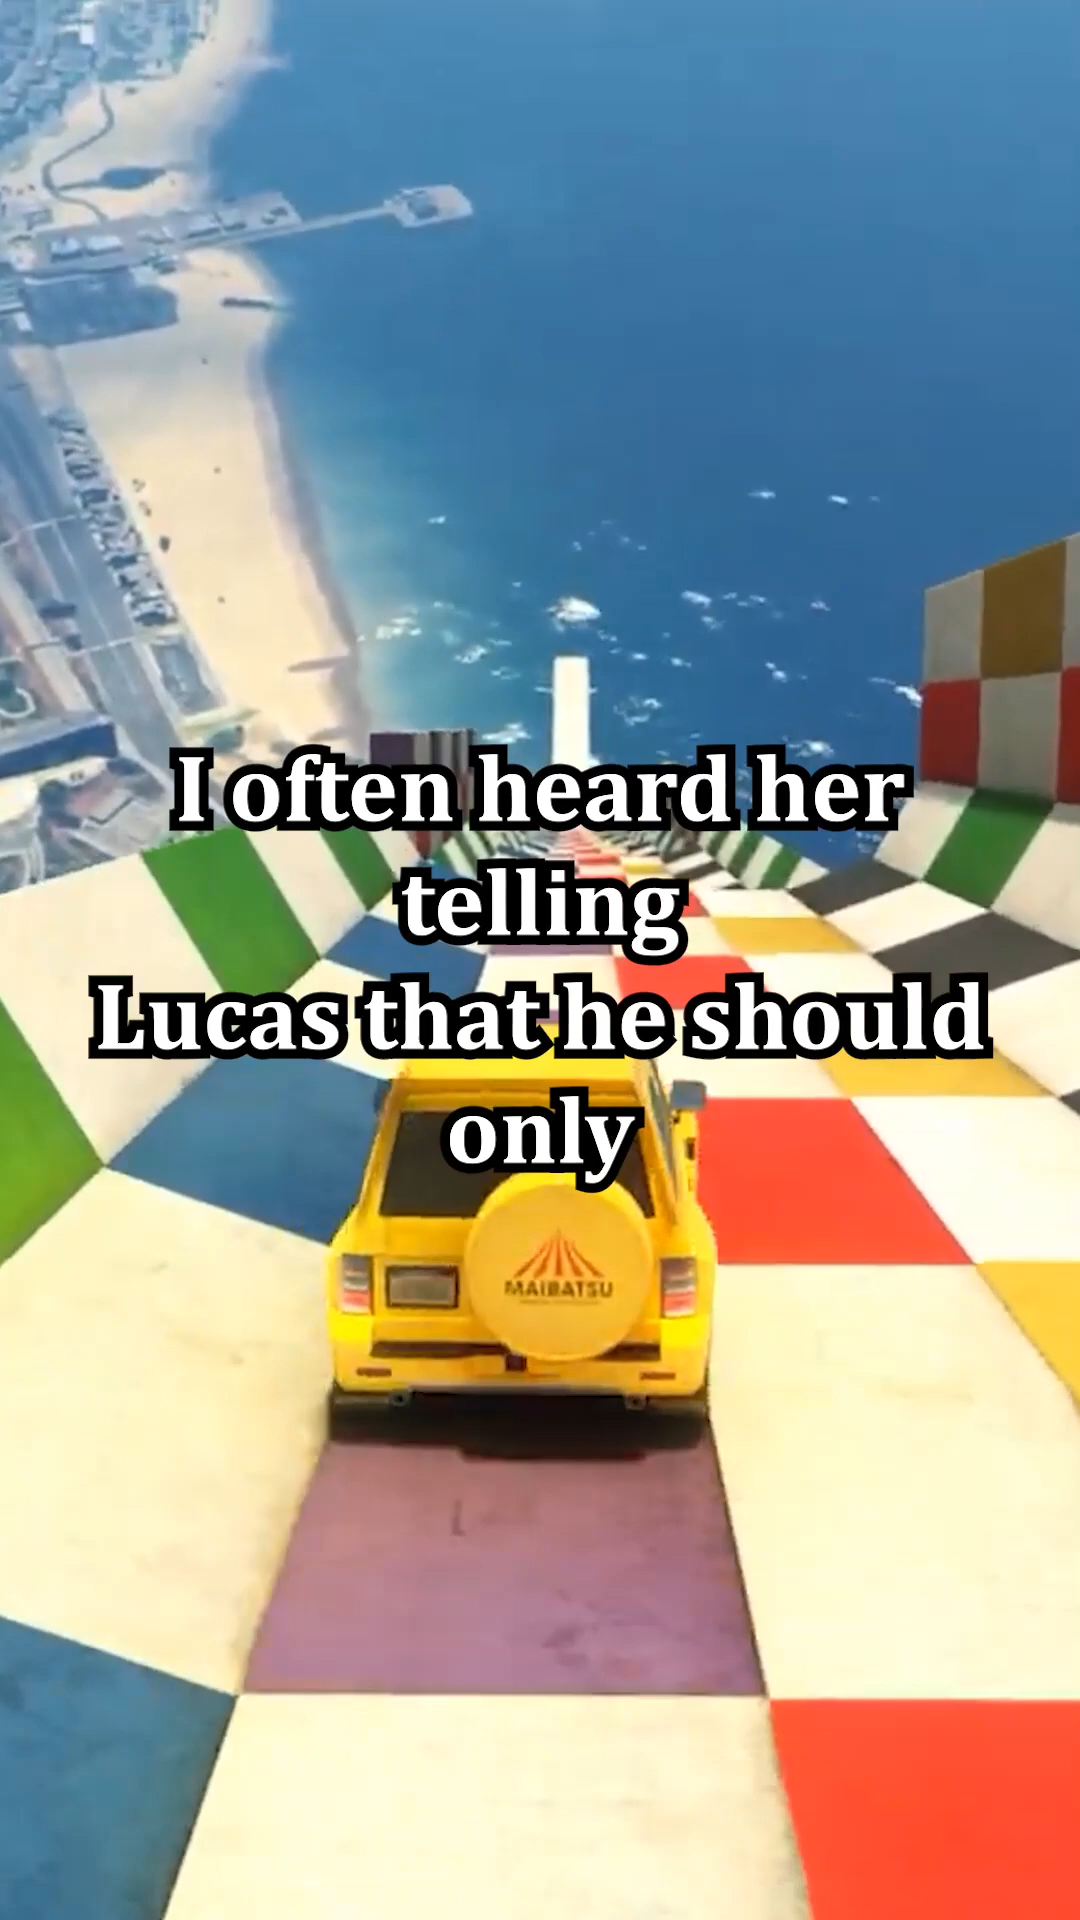 I often heard her
telling
Lucas that he should
only
MAIBATSU